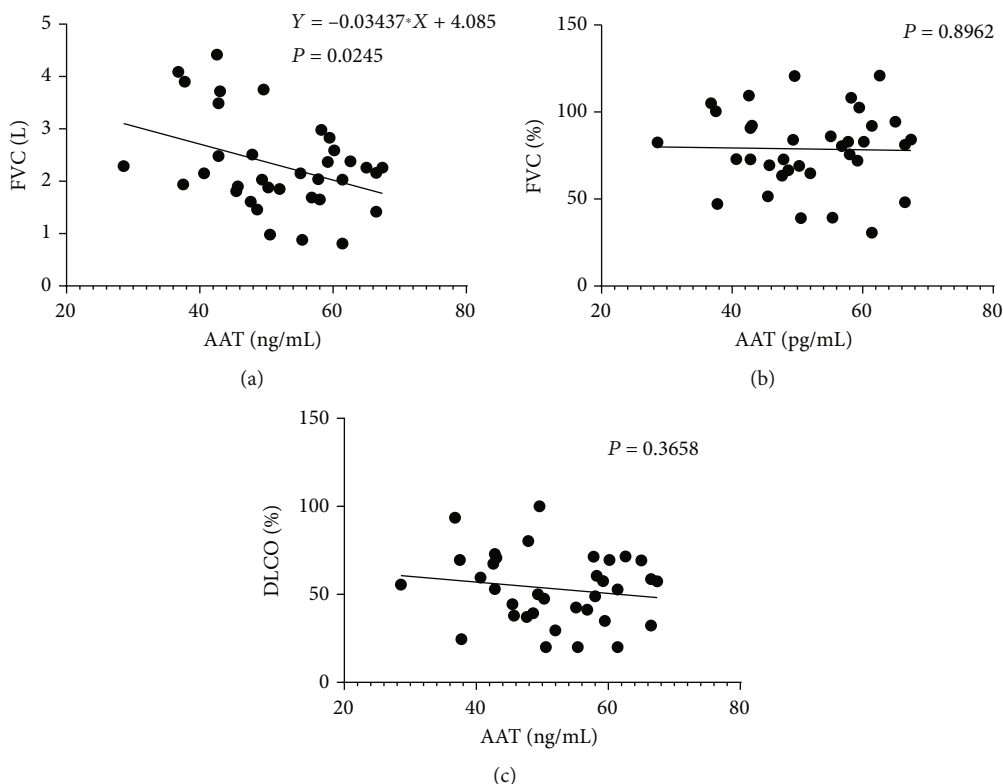 Y = −0.03437*X + 4.085
P = 0.0245
FVC (L)
5
4
3
2
1
0
20 40 60 80
AAT (ng/mL)
(a)
P = 0.8962
FVC (%)
150
100
50
0
20 40 60 80
AAT (pg/mL)
(b)
P = 0.3658
DLCO (%)
150
100
50
0
20 40 60 80
AAT (ng/mL)
(c)